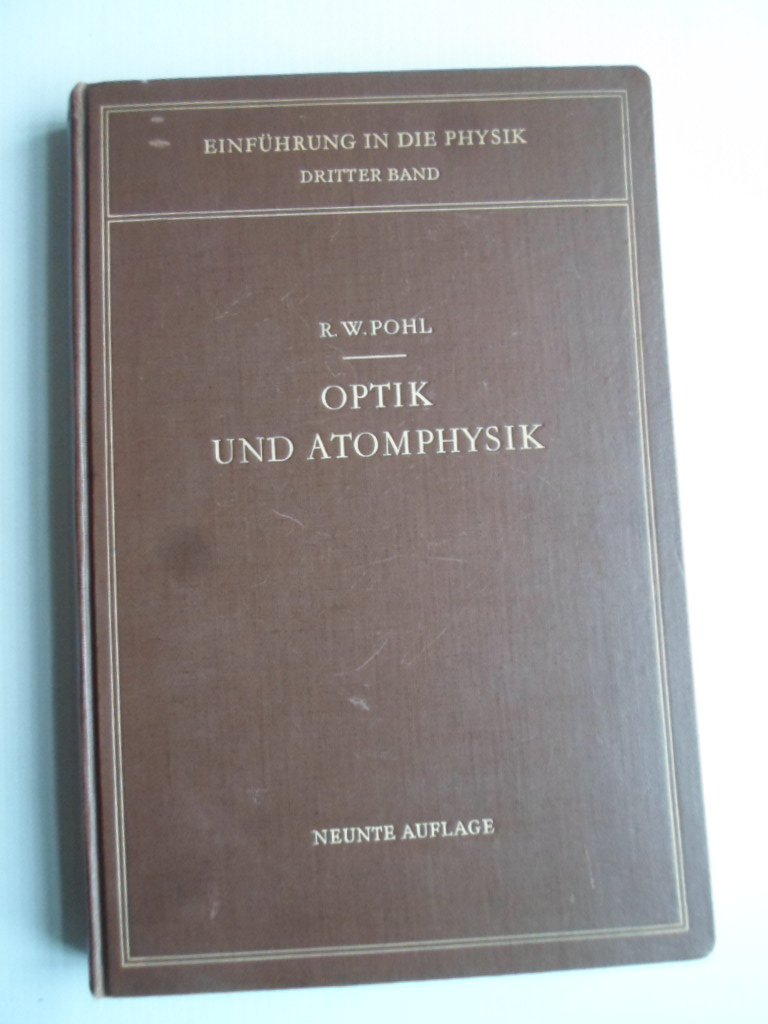 EINFÜHRUNG IN DIE PHYSIK
DRITTER BAND
R. W. POHL
OPTIK
UND ATOMPHYSIK
NEUNTE AUFLAGE